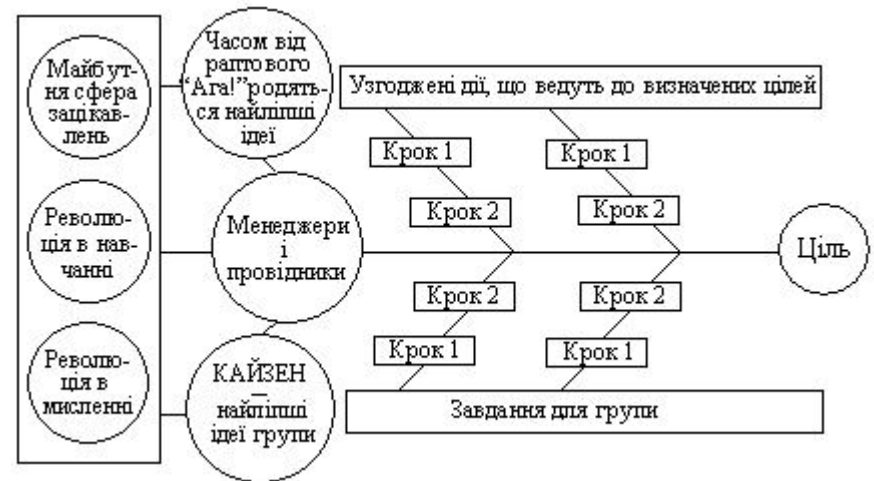 Майбут-
ня сфера
зацікав-
лень
Револю-
ція в нав-
чанні
Револю-
ція в
мисленні
Часом від
раптового
“Ага!”родять-
ся найліпші
ідеї
Менеджери
і
провідники
КАЙЗЕН
–
найліпші
ідеї групи
Узгоджені дії, що ведуть до визначених цілей
Крок 1
Крок 1
Крок 2
Крок 2
Ціль
Крок 2
Крок 2
Крок 1
Крок 1
Завдання для групи